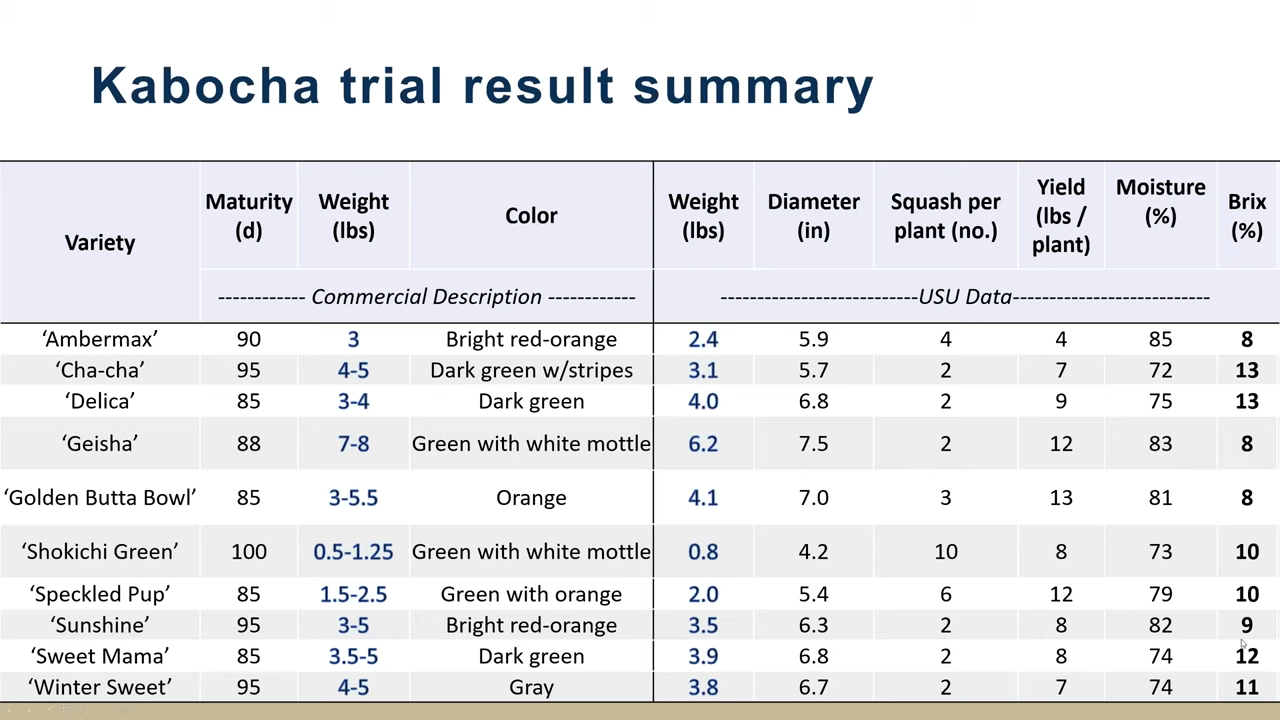 Kabocha trial result summary
Variety Maturity (d) Weight (lbs) Color Weight (lbs) Diameter (in) Squash per plant (no.) Yield (lbs / plant) Moisture (%) Brix (%)
------------ Commercial Description ------------ ---------------------------USU Data---------------------------
‘Ambermax’ 90 3 Bright red-orange 2.4 5.9 4 4 85 8
‘Cha-cha’ 95 4-5 Dark green w/stripes 3.1 5.7 2 7 72 13
‘Delica’ 85 3-4 Dark green 4.0 6.8 2 9 75 13
‘Geisha’ 88 7-8 Green with white mottle 6.2 7.5 2 12 83 8
‘Golden Butta Bowl’ 85 3-5.5 Orange 4.1 7.0 3 13 81 8
‘Shokichi Green’ 100 0.5-1.25 Green with white mottle 0.8 4.2 10 8 73 10
‘Speckled Pup’ 85 1.5-2.5 Green with orange 2.0 5.4 6 12 79 10
‘Sunshine’ 95 3-5 Bright red-orange 3.5 6.3 2 8 82 9
‘Sweet Mama’ 85 3.5-5 Dark green 3.9 6.8 2 8 74 12
‘Winter Sweet’ 95 4-5 Gray 3.8 6.7 2 7 74 11